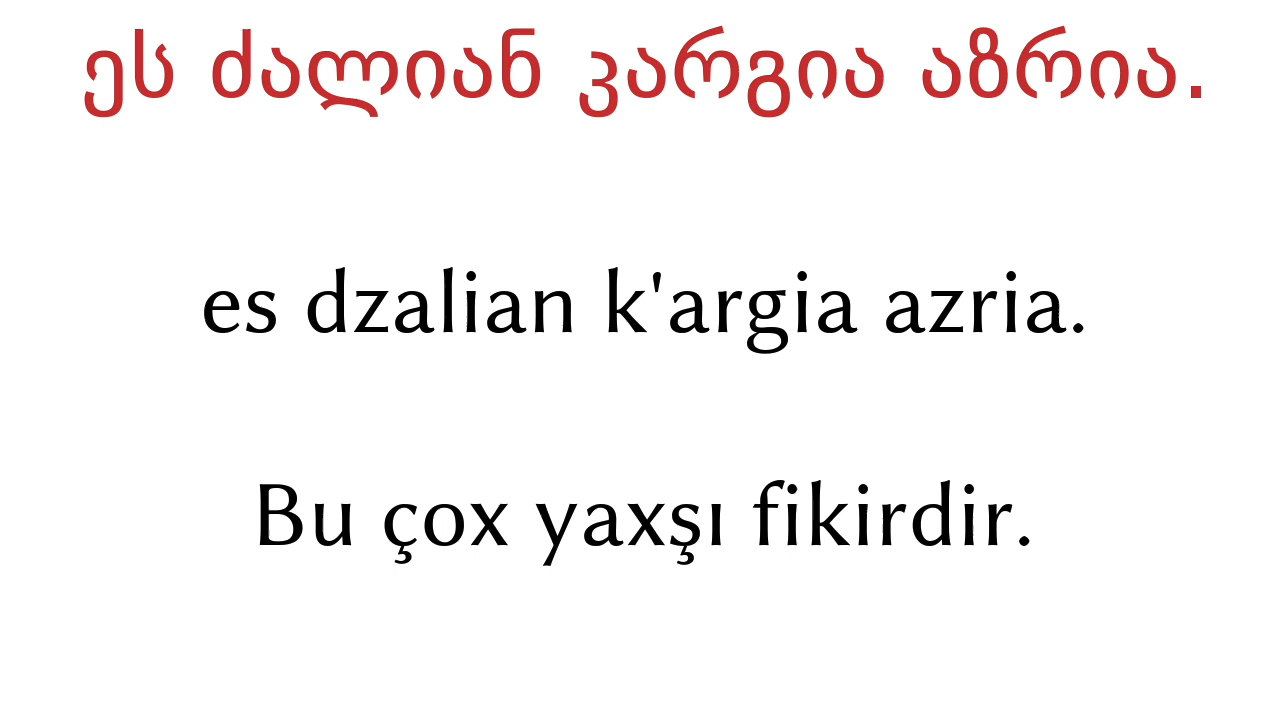 ეს ძალიან კარგია აზრია.
es dzalian k'argia azria.
Bu çox yaxşı fikirdir.